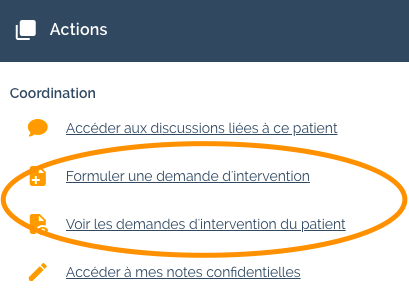 Actions
Coordination
Accéder aux discussions liées à ce patient
Formuler une demande d'intervention
Voir les demandes d'intervention du patient
Accéder à mes notes confidentielles